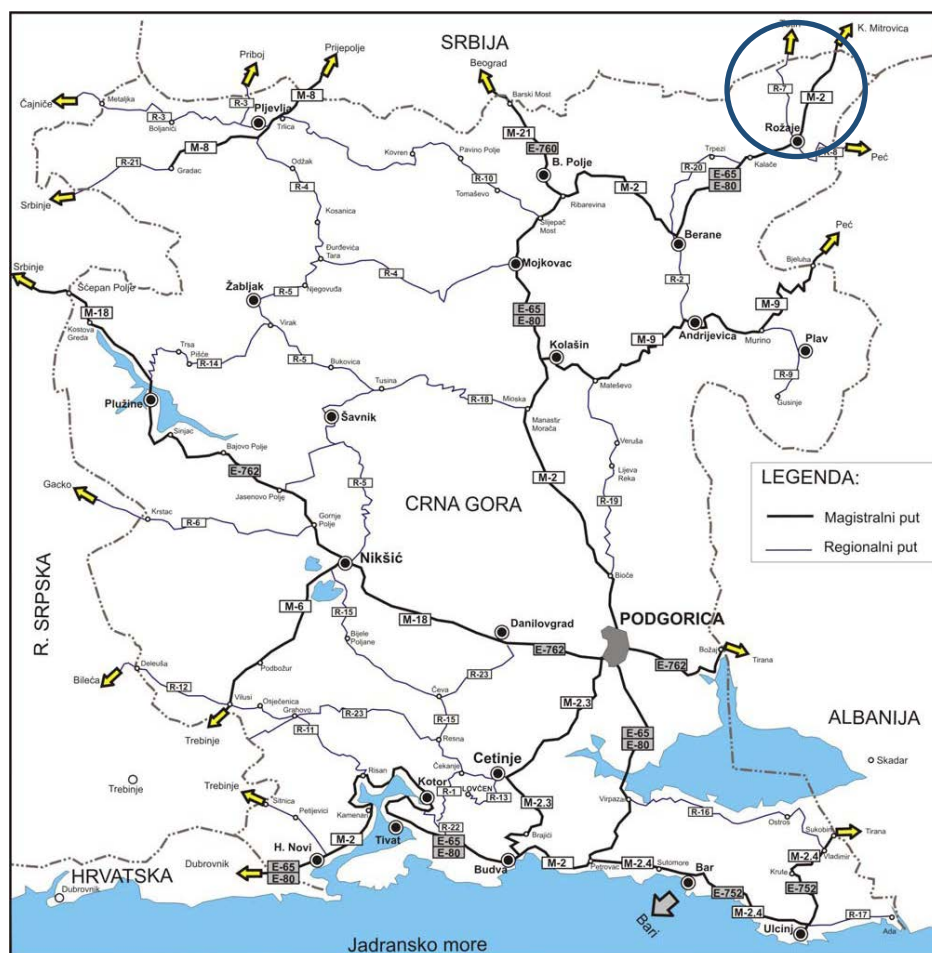 SRBIJA
Tutin
K. Mitrovica
Priboj
Prijepolje
Beograd
Čajniče
Metaljka
R-3
R-3
M-8
Barski Most
R-7
M-2
Boljanići
Pljevlja
Trlica
M-21
E-760
Rožaje
R-8
Peć
M-8
Kovren
Pavino Polje
B. Polje
Trpezi
Kalače
R-21
Gradac
Odžak
R-4
R-10
Tomaševo
M-2
R-20
E-65
E-80
Srbinje
Ribarevina
Kosanica
Slijepač
Most
Berane
Peć
Đurđevića
Tara
R-4
Mojkovac
Bjeluha
Srbinje
Šćepan Polje
Žabljak
R-5
Njegovuđa
R-2
M-9
M-18
Kostova
Greda
Virak
E-65
E-80
Andrijevica
Murino
Plav
Trsa
Pišče
R-14
R-5
Bukovica
Kolašin
M-9
R-9
Tusina
Mateševo
Gusinje
Plužine
R-18
Mioska
Šavnik
Manastir
Morača
Sinjac
Bajovo Polje
Veruša
E-762
Lijeva
Reka
LEGENDA:
Gacko
Jasenovo Polje
R-5
M-2
R-19
Magistralni put
Krstac
R-6
Gornje
Polje
CRNA GORA
Regionalni put
R. SRPSKA
Nikšić
Bioče
M-6
R-15
M-18
Danilovgrad
PODGORICA
Bijele
Poljane
E-762
Božaj
E-762
Tirana
Deleuša
Podbožur
R-23
Bileća
R-12
Vilusi
Osječenica
Grahovo
Čeva
M-2.3
R-23
R-15
ALBANIJA
Trebinje
R-11
Resna
E-65
E-80
Trebinje
Risan
Čekanje
Cetinje
Skadar
Trebinje
Sitnica
Kotor
R-1
LOVĆEN
R-13
M-2.3
Virpazar
R-16
Petijevići
Kamenari
Ostros
Sukobin
Tirana
M-2
R-22
Brajići
Vladimir
H. Novi
Tivat
E-65
E-80
M-2.4
Dubrovnik
E-65
E-80
Budva
M-2
Petrovac
M-2.4
Sutomore
Bar
Krute
HRVATSKA
E-752
E-752
Dubrovnik
Bari
M-2.4
R-17
Ulcinj
Ada
Jadransko more